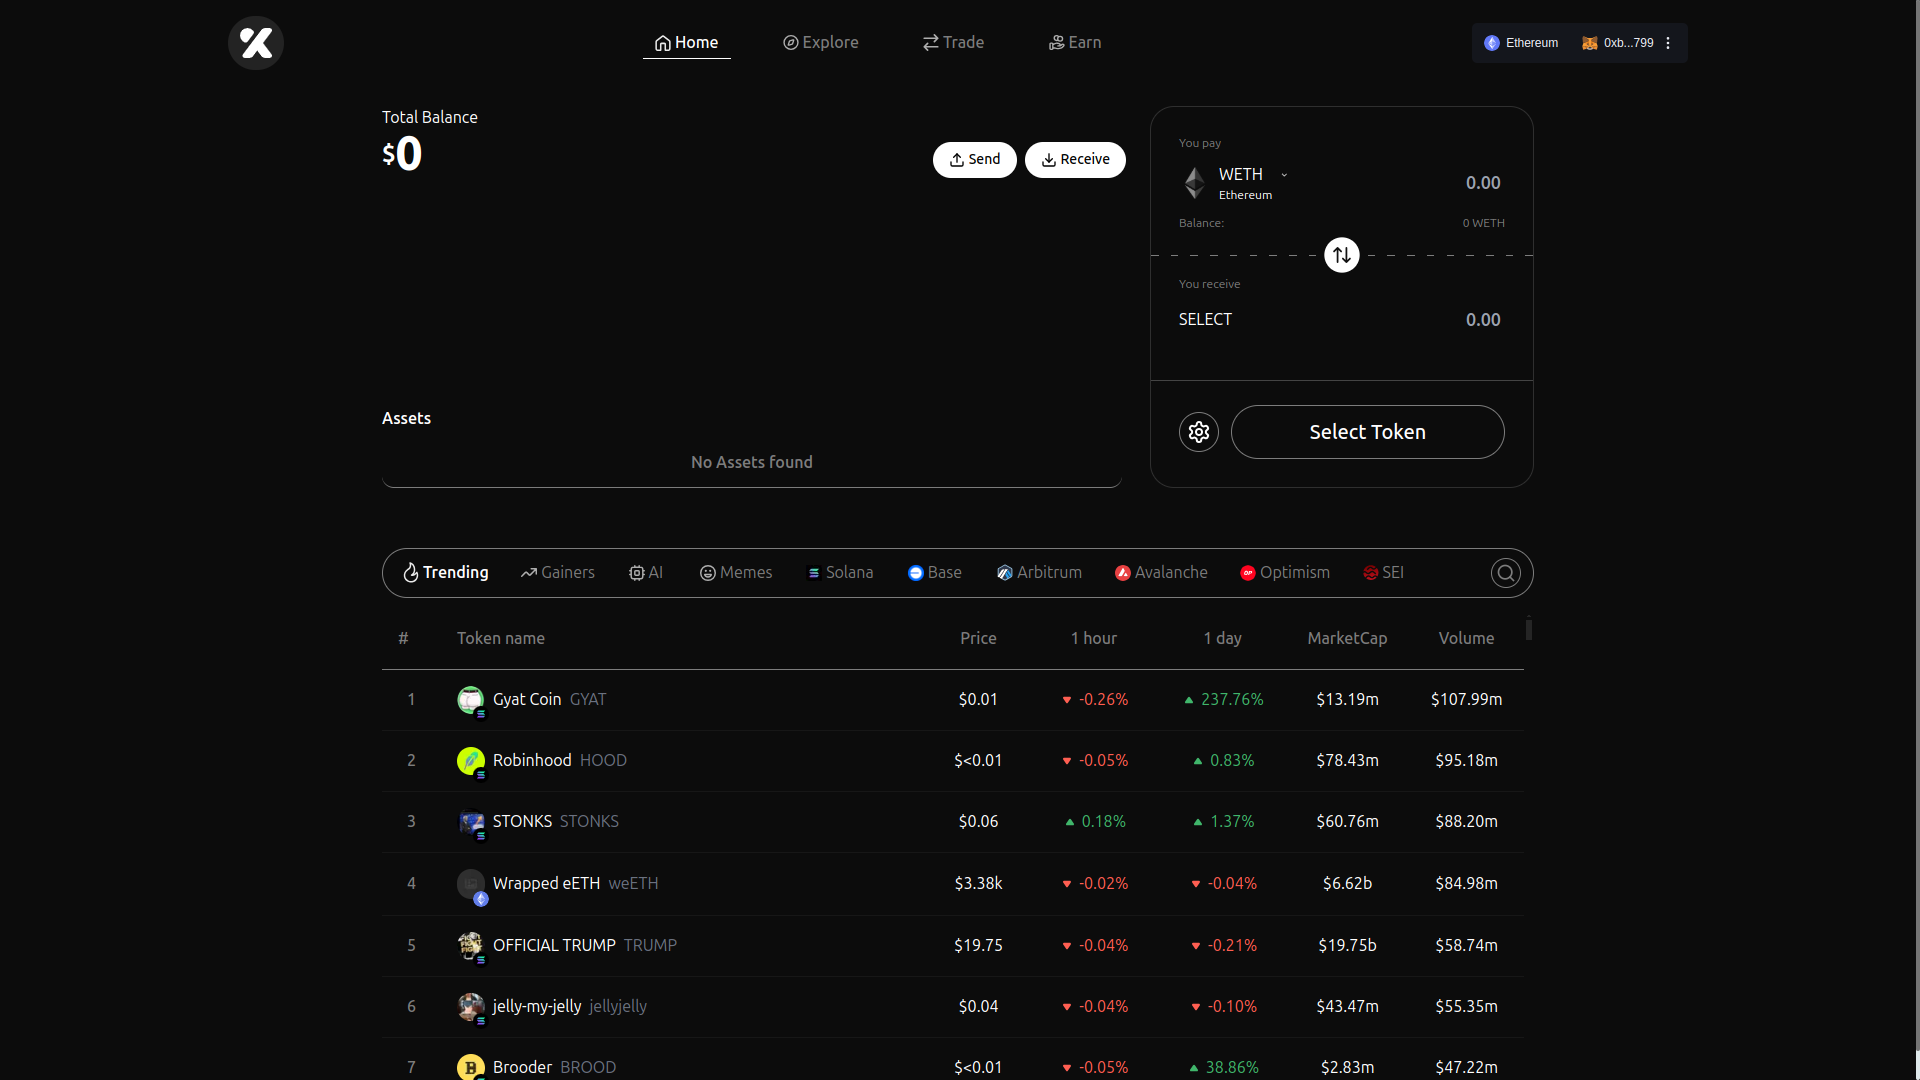 Home Explore Trade Earn Ethereum 0xb...799
Total Balance
$0
Send Receive
You pay
WETH
Ethereum
0.00
Balance: 0 WETH
You receive
SELECT 0.00
Select Token
Assets
No Assets found
Trending Gainers AI Memes Solana Base Arbitrum Avalanche Optimism SEI
# Token name Price 1 hour 1 day MarketCap Volume
1 Gyat Coin GYAT $0.01 -0.26% 237.76% $13.19m $107.99m
2 Robinhood HOOD $<0.01 -0.05% 0.83% $78.43m $95.18m
3 STONKS STONKS $0.06 0.18% 1.37% $60.76m $88.20m
4 Wrapped eETH weETH $3.38k -0.02% -0.04% $6.62b $84.98m
5 OFFICIAL TRUMP TRUMP $19.75 -0.04% -0.21% $19.75b $58.74m
6 jelly-my-jelly jellyjelly $0.04 -0.04% -0.10% $43.47m $55.35m
7 Brooder BROOD $<0.01 -0.05% 38.86% $2.83m $47.22m